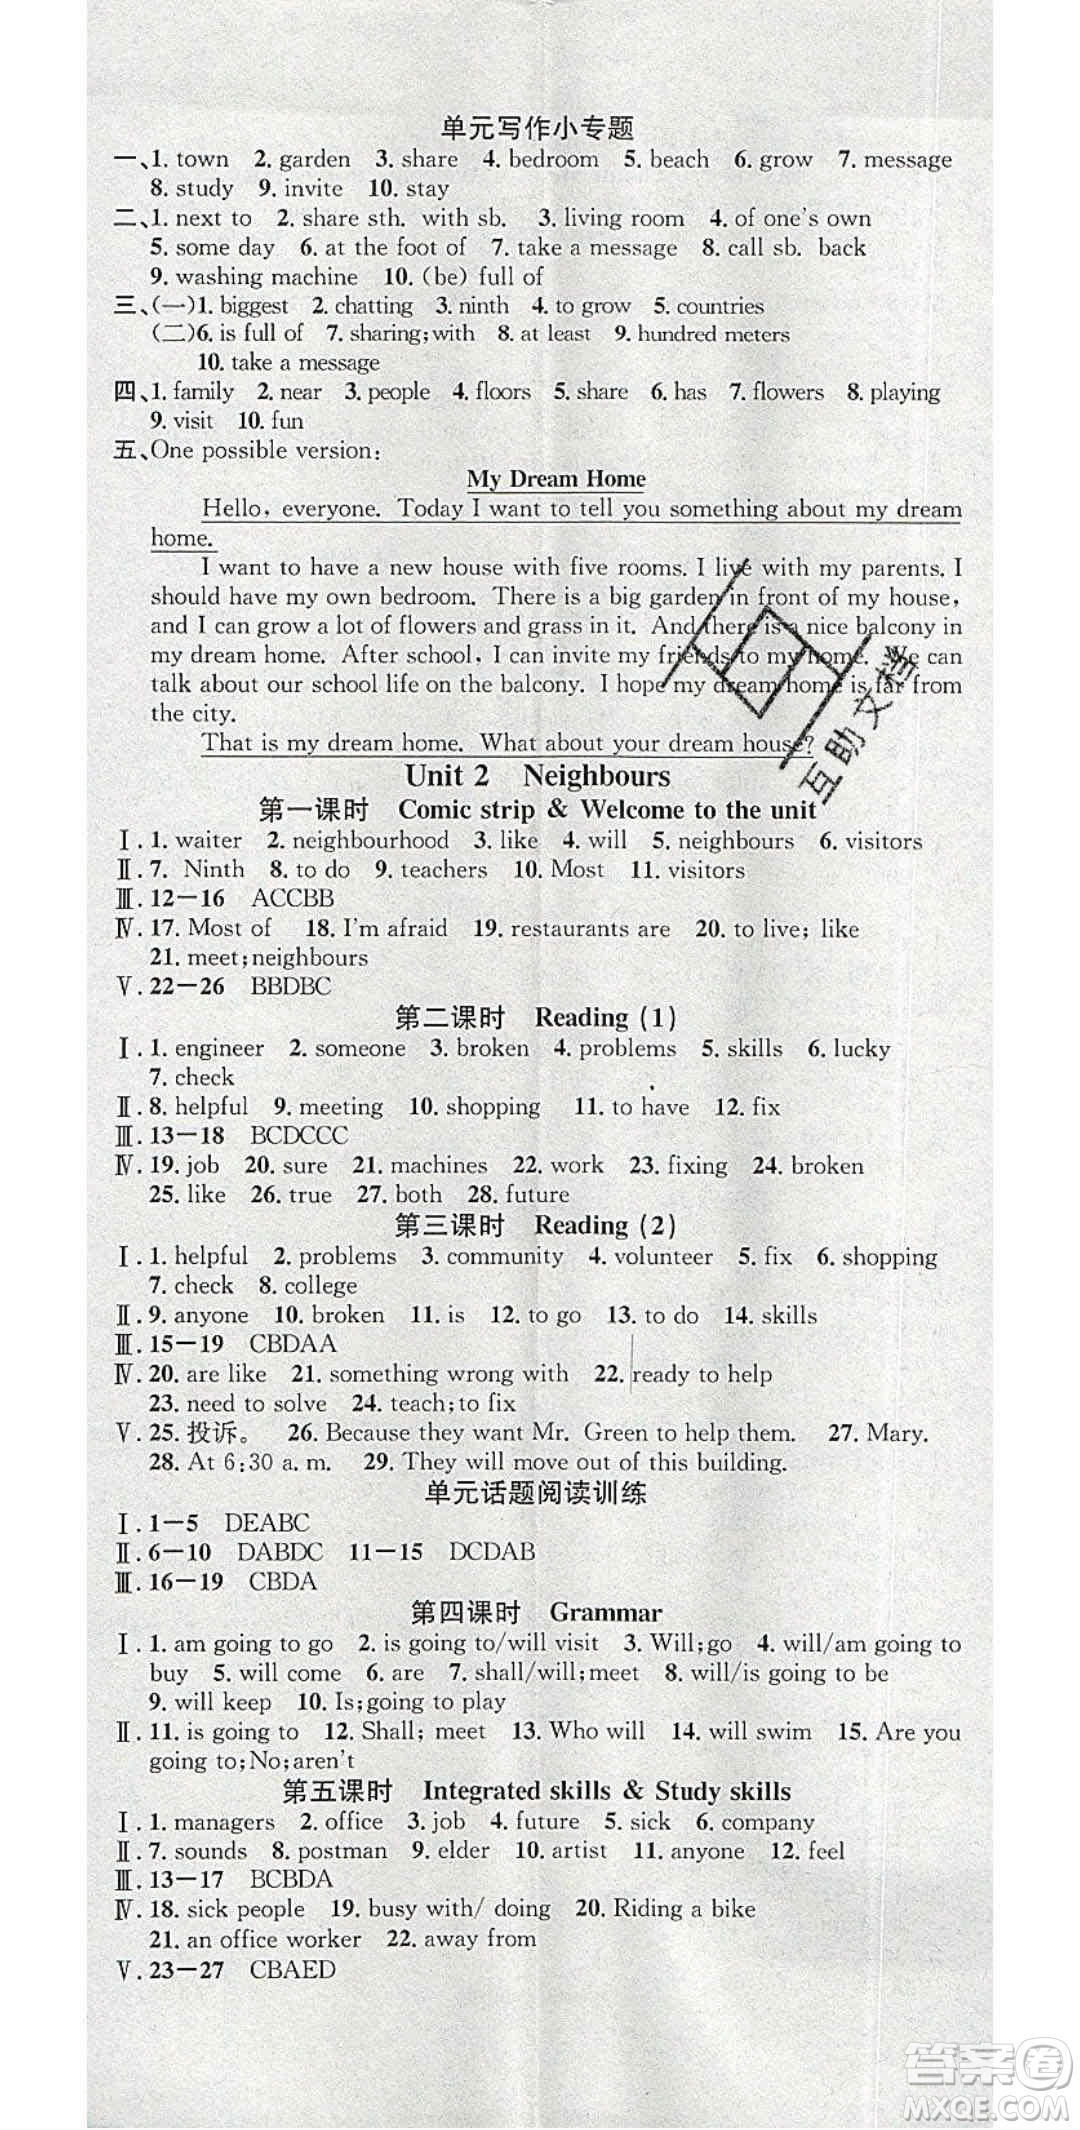 单元写作小专题
一、1. town 2. garden 3. share 4. bedroom 5. beach 6. grow 7. message
8. study 9. invite 10. stay
二、1. next to 2. share sth. with sb. 3. living room 4. of one's own
5. some day 6. at the foot of 7. take a message 8. call sb. back
9. washing machine 10. (be) full of
三、(一)1. biggest 2. chatting 3. ninth 4. to grow 5. countries
(二)6. is full of 7. sharing;with 8. at least 9. hundred meters
10. take a message
四、1. family 2. near 3. people 4. floors 5. share 6. has 7. flowers 8. playing
9. visit 10. fun
五、One possible version:
My Dream Home
Hello, everyone. Today I want to tell you something about my dream
home.
I want to have a new house with five rooms. I live with my parents. I
should have my own bedroom. There is a big garden in front of my house,
and I can grow a lot of flowers and grass in it. And there is a nice balcony in
my dream home. After school, I can invite my friends to my home. We can
talk about our school life on the balcony. I hope my dream home is far from
the city.
That is my dream home. What about your dream house?
互助文档
Unit 2 Neighbours
第一课时 Comic strip & Welcome to the unit
Ⅰ. 1. waiter 2. neighbourhood 3. like 4. will 5. neighbours 6. visitors
Ⅱ. 7. Ninth 8. to do 9. teachers 10. Most 11. visitors
Ⅲ. 12－16 ACCBB
Ⅳ. 17. Most of 18. I'm afraid 19. restaurants are 20. to live; like
21. meet;neighbours
Ⅴ. 22－26 BBDBC
第二课时 Reading (1)
Ⅰ. 1. engineer 2. someone 3. broken 4. problems 5. skills 6. lucky
7. check
Ⅱ. 8. helpful 9. meeting 10. shopping 11. to have 12. fix
Ⅲ. 13－18 BCDCCC
Ⅳ. 19. job 20. sure 21. machines 22. work 23. fixing 24. broken
25. like 26. true 27. both 28. future
第三课时 Reading (2)
Ⅰ. 1. helpful 2. problems 3. community 4. volunteer 5. fix 6. shopping
7. check 8. college
Ⅱ. 9. anyone 10. broken 11. is 12. to go 13. to do 14. skills
Ⅲ. 15－19 CBDAA
Ⅳ. 20. are like 21. something wrong with 22. ready to help
23. need to solve 24. teach;to fix
Ⅴ. 25. 投诉。 26. Because they want Mr. Green to help them. 27. Mary.
28. At 6:30 a. m. 29. They will move out of this building.
单元话题阅读训练
Ⅰ. 1－5 DEABC
Ⅱ. 6－10 DABDC 11－15 DCDAB
Ⅲ. 16－19 CBDA
第四课时 Grammar
Ⅰ. 1. am going to go 2. is going to/will visit 3. Will;go 4. will/am going to
buy 5. will come 6. are 7. shall/will;meet 8. will/is going to be
9. will keep 10. Is;going to play
Ⅱ. 11. is going to 12. Shall; meet 13. Who will 14. will swim 15. Are you
going to;No;aren't
第五课时 Integrated skills & Study skills
Ⅰ. 1. managers 2. office 3. job 4. future 5. sick 6. company
Ⅱ. 7. sounds 8. postman 9. elder 10. artist 11. anyone 12. feel
Ⅲ. 13－17 BCBDA
Ⅳ. 18. sick people 19. busy with/ doing 20. Riding a bike
21. an office worker 22. away from
Ⅴ. 23－27 CBAED
答案卷
MXQE.COM